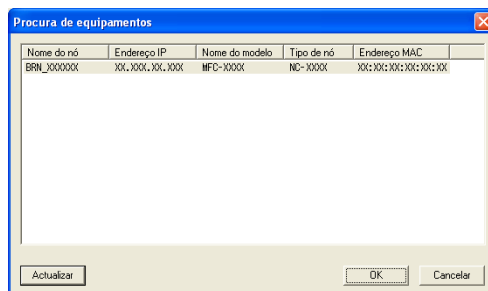 Procura de equipamentos
Nome do nó Endereço IP Nome do modelo Tipo de nó Endereço MAC
BRN_XXXXXX XX.XXX.XX.XXX MFC-XXXX NC-XXXX XX:XX:XX:XX:XX:XX
Actualizar OK Cancelar